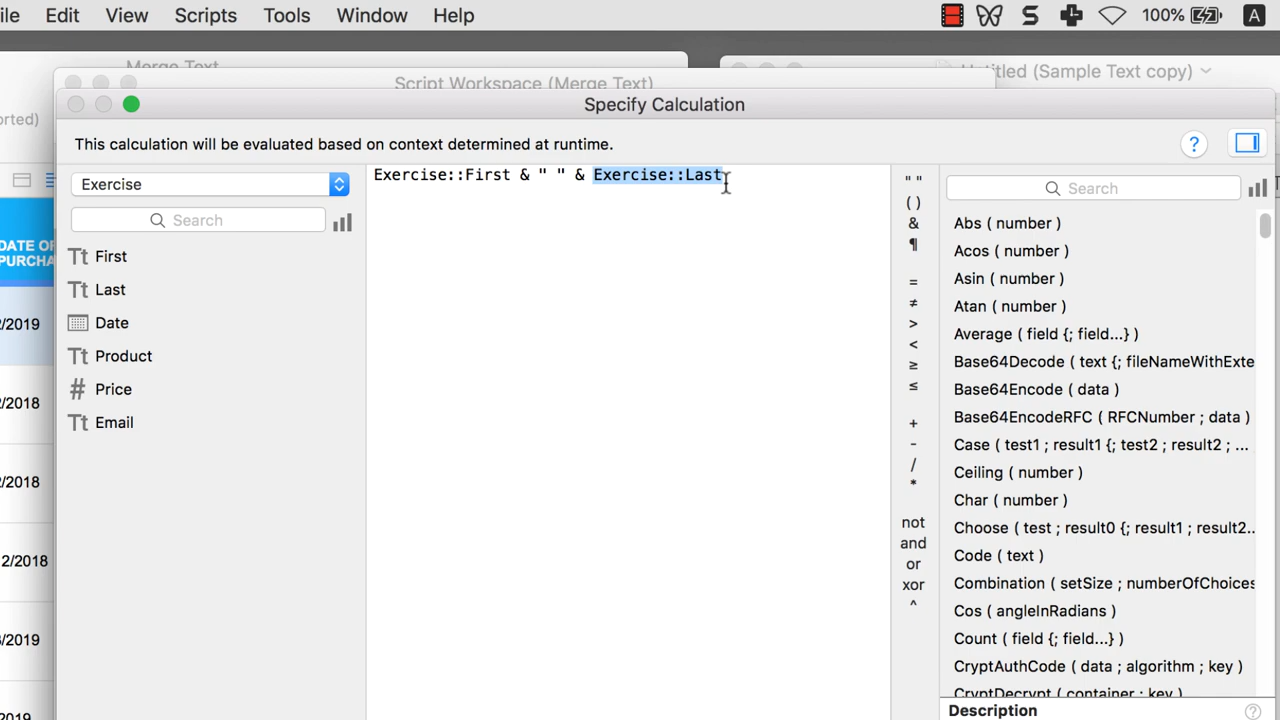 Edit View Scripts Tools Window Help 100% A
Merge Text
Script Workspace (Merge Text)
Untitled (Sample Text copy)
Specify Calculation
This calculation will be evaluated based on context determined at runtime.
?
Exercise
Search
First
Last
Date
Product
Price
Email
Exercise::First & " " & Exercise::Last
" "
( )
&
¶
=
≠
>
<
≥
≤
+
-
/
*
not
and
or
xor
^
Search
Abs ( number )
Acos ( number )
Asin ( number )
Atan ( number )
Average ( field {; field...} )
Base64Decode ( text {; fileNameWithExte
Base64Encode ( data )
Base64EncodeRFC ( RFCNumber ; data )
Case ( test1 ; result1 {; test2 ; result2 ; ...
Ceiling ( number )
Char ( number )
Choose ( test ; result0 {; result1 ; result2...
Code ( text )
Combination ( setSize ; numberOfChoices
Cos ( angleInRadians )
Count ( field {; field...} )
CryptAuthCode ( data ; algorithm ; key )
CryptDecrypt ( container ; key )
Description
?
DATE OF
PURCHA
/2019
/2018
/2018
2/2018
/2019